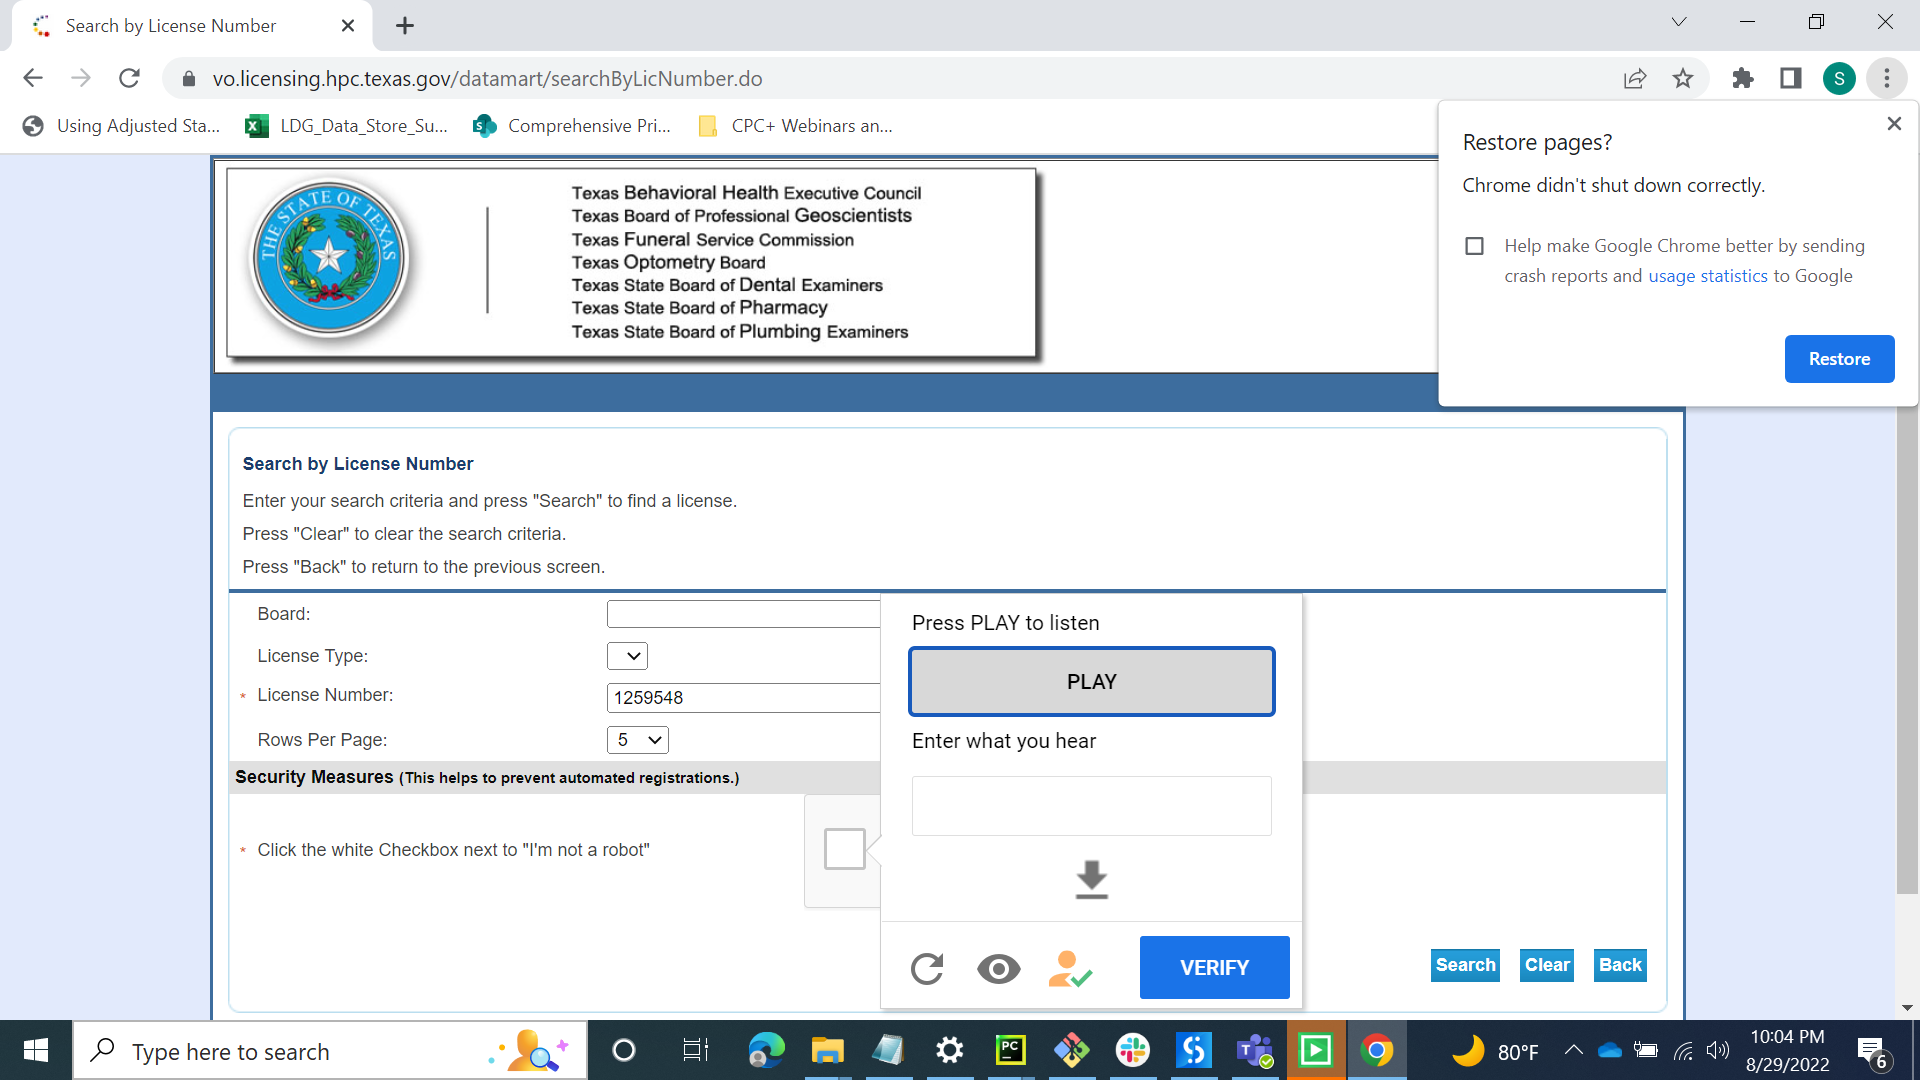 Search by License Number
vo.licensing.hpc.texas.gov/datamart/searchByLicNumber.do
S
Using Adjusted Sta...
LDG_Data_Store_Su...
Comprehensive Pri...
CPC+ Webinars an...
Restore pages?
Chrome didn't shut down correctly.
Help make Google Chrome better by sending
crash reports and usage statistics to Google
Restore
THE STATE OF TEXAS
Texas Behavioral Health Executive Council
Texas Board of Professional Geoscientists
Texas Funeral Service Commission
Texas Optometry Board
Texas State Board of Dental Examiners
Texas State Board of Pharmacy
Texas State Board of Plumbing Examiners
Search by License Number
Enter your search criteria and press "Search" to find a license.
Press "Clear" to clear the search criteria.
Press "Back" to return to the previous screen.
Board:
License Type:
* License Number:
1259548
Rows Per Page:
5
Security Measures (This helps to prevent automated registrations.)
* Click the white Checkbox next to "I'm not a robot"
Press PLAY to listen
PLAY
Enter what you hear
VERIFY
Search
Clear
Back
Type here to search
PC
80°F
10:04 PM
8/29/2022
6